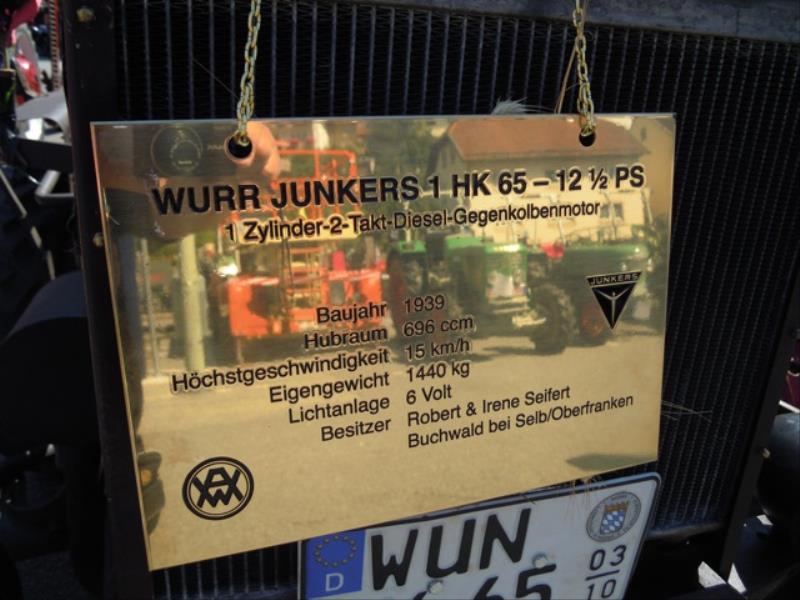 WURR JUNKERS 1 HK 65 – 12 ½ PS
1 Zylinder-2-Takt-Diesel-Gegenkolbenmotor
JUNKERS
Baujahr 1939
Hubraum 696 ccm
Höchstgeschwindigkeit 15 km/h
Eigengewicht 1440 kg
Lichtanlage 6 Volt
Besitzer Robert & Irene Seifert
Buchwald bei Selb/Oberfranken
D WUN 03
65 10